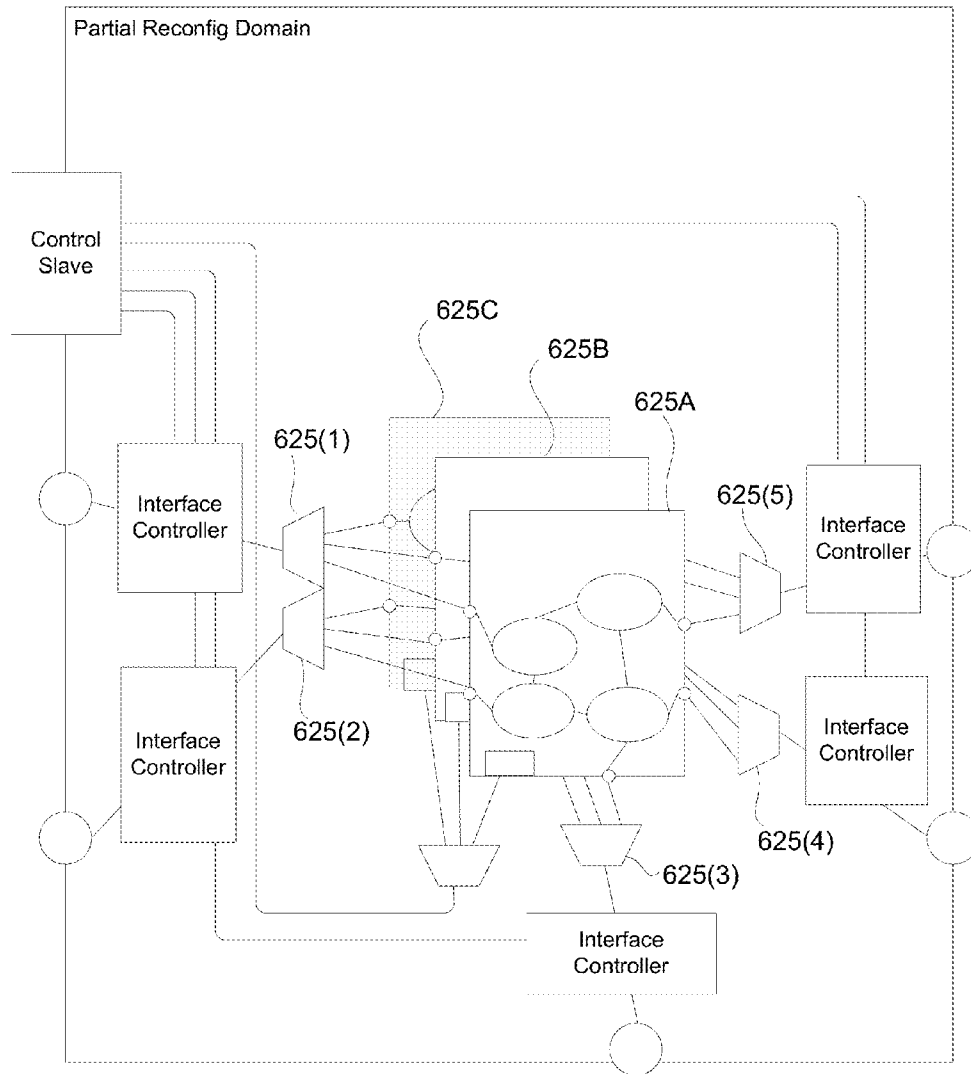 Partial Reconfig Domain
Control
Slave
625C
625B
625A
625(1)
625(5)
Interface
Controller
Interface
Controller
625(2)
Interface
Controller
Interface
Controller
625(4)
625(3)
Interface
Controller